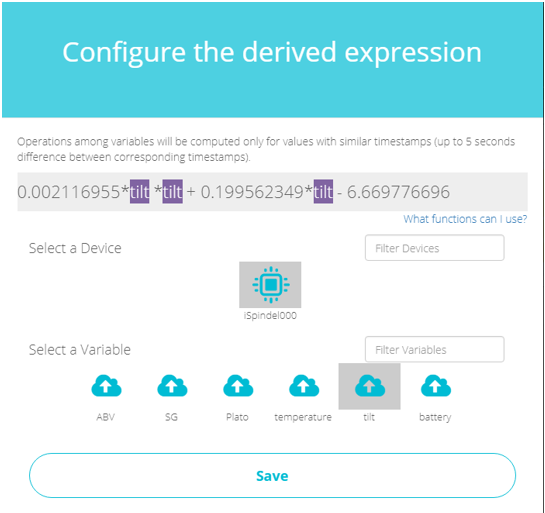 Configure the derived expression
Operations among variables will be computed only for values with similar timestamps (up to 5 seconds
difference between corresponding timestamps).
0.002116955*tilt *tilt + 0.199562349*tilt - 6.669776696
What functions can I use?
Select a Device
Filter Devices
iSpindel000
Select a Variable
Filter Variables
ABV SG Plato temperature tilt battery
Save